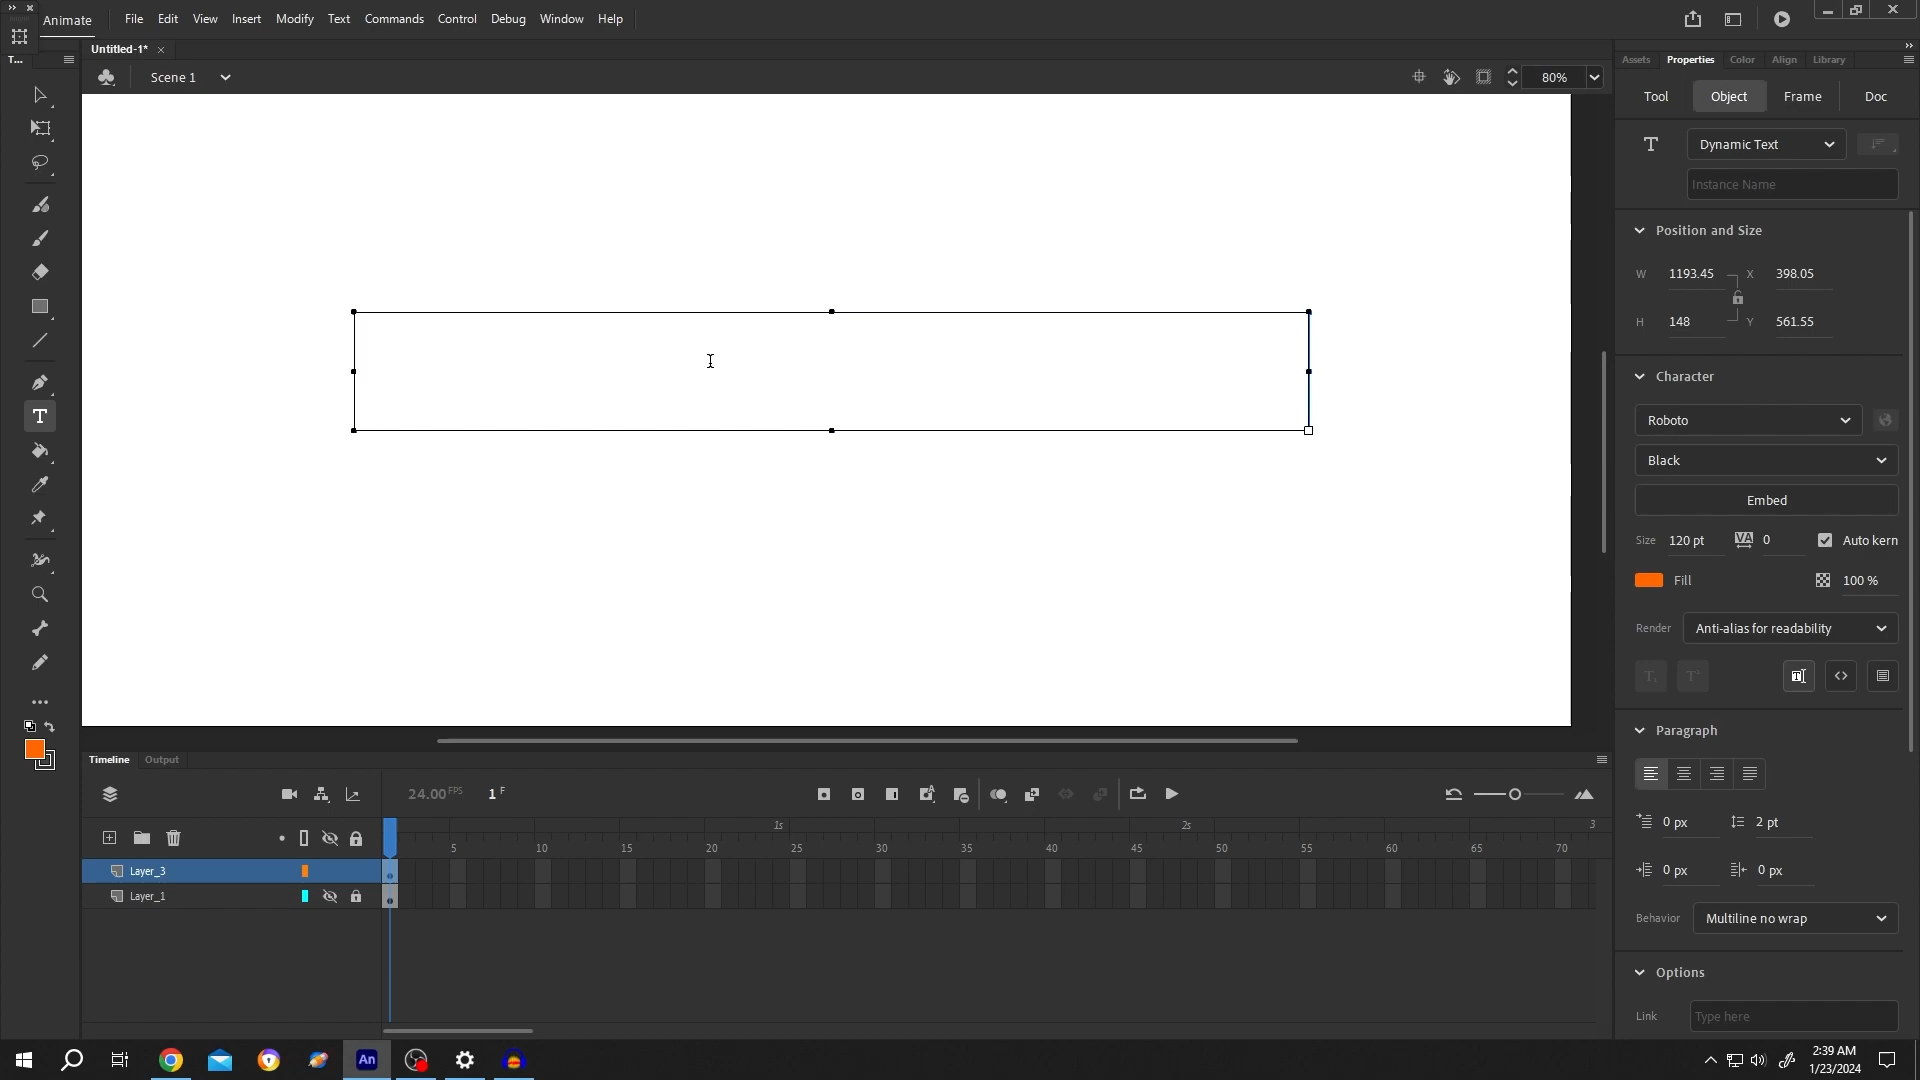 Animate File Edit View Insert Modify Text Commands Control Debug Window Help
Untitled-1*
T...
Scene 1
80%
Assets Properties Color Align Library
Tool Object Frame Doc
Dynamic Text
Instance Name
Position and Size
W 1193.45 X 398.05
H 148 Y 561.55
Character
Roboto
Black
Embed
Size 120 pt VA 0 Auto kern
Fill 100 %
Render Anti-alias for readability
Paragraph
0 px 2 pt
0 px 0 px
Behavior Multiline no wrap
Options
Link Type here
Timeline Output
24.00 FPS 1 F
1s 2s 3
5 10 15 20 25 30 35 40 45 50 55 60 65 70
Layer_3
Layer_1
An
2:39 AM
1/23/2024